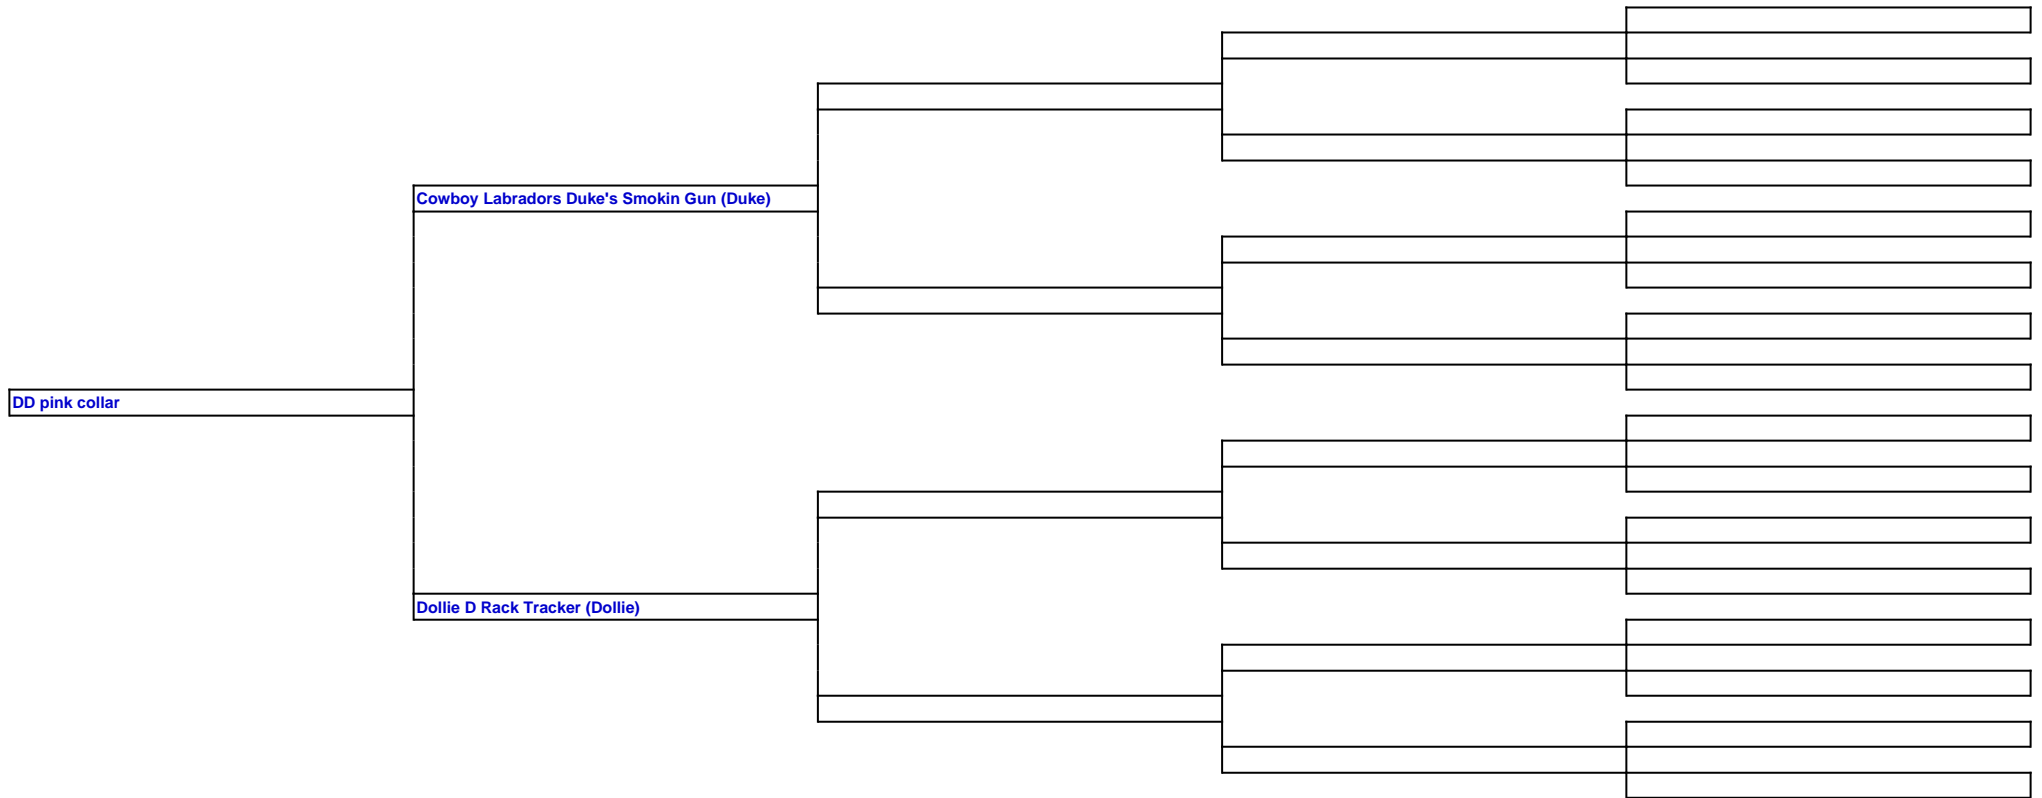 Cowboy Labradors Duke's Smokin Gun (Duke)
DD pink collar
Dollie D Rack Tracker (Dollie)